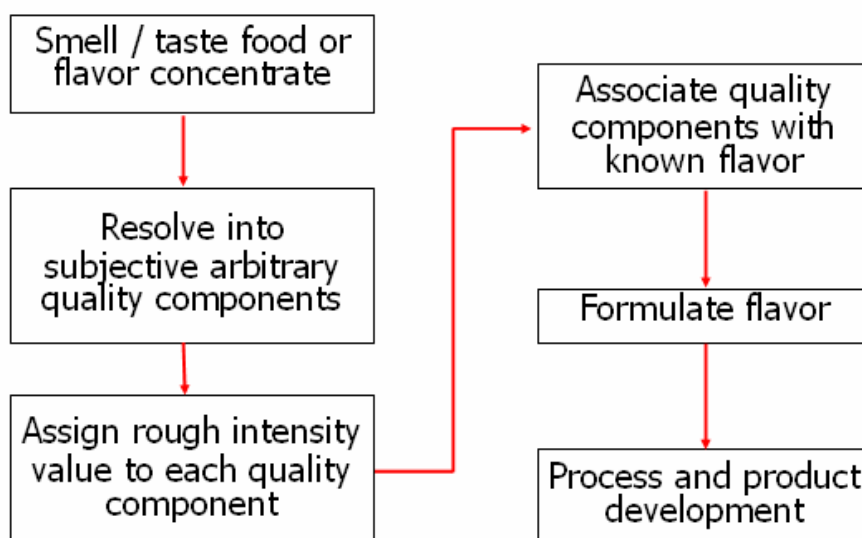 Smell / taste food or
flavor concentrate
Resolve into
subjective arbitrary
quality components
Assign rough intensity
value to each quality
component
Associate quality
components with
known flavor
Formulate flavor
Process and product
development